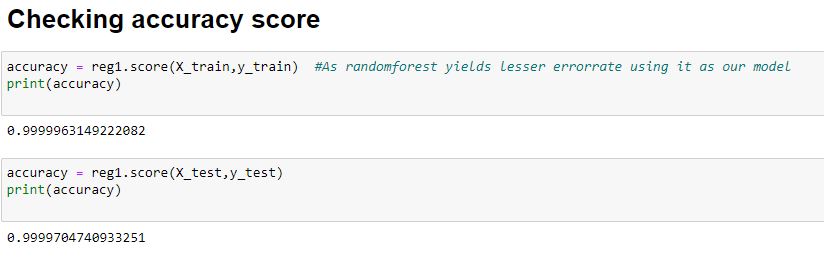 Checking accuracy score
accuracy = reg1.score(X_train,y_train)  #As randomforest yields lesser errorrate using it as our model
print(accuracy)
0.9999963149222082
accuracy = reg1.score(X_test,y_test)
print(accuracy)
0.9999704740933251